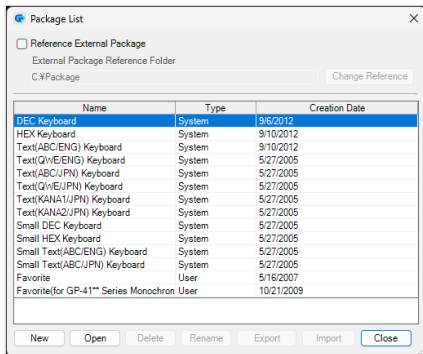 Package List
Reference External Package
External Package Reference Folder
C:¥Package
Change Reference
Name Type Creation Date
DEC Keyboard System 9/6/2012
HEX Keyboard System 9/10/2012
Text(ABC/ENG) Keyboard System 9/10/2012
Text(QWE/ENG) Keyboard System 5/27/2005
Text(ABC/JPN) Keyboard System 5/27/2005
Text(QWE/JPN) Keyboard System 5/27/2005
Text(KANA1/JPN) Keyboard System 5/27/2005
Text(KANA2/JPN) Keyboard System 5/27/2005
Small DEC Keyboard System 5/27/2005
Small HEX Keyboard System 5/27/2005
Small Text(ABC/ENG) Keyboard System 5/27/2005
Small Text(ABC/JPN) Keyboard System 5/27/2005
Favorite User 5/16/2007
Favorite(for GP-41** Series Monochron User 10/21/2009
New Open Delete Rename Export Import Close